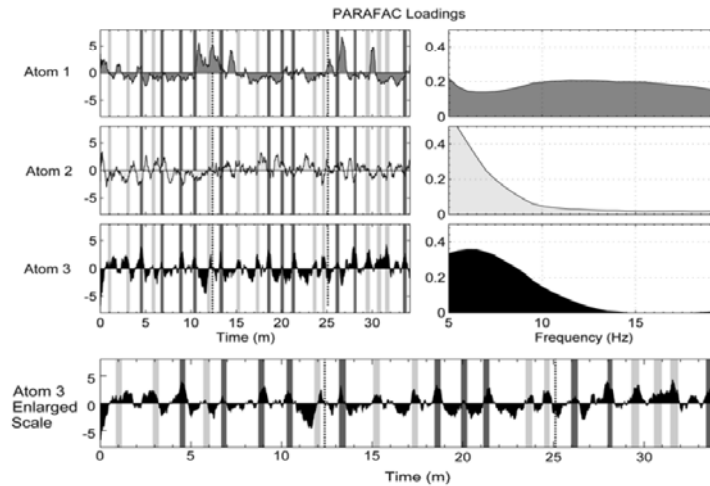 PARAFAC Loadings
Atom 1
5
0
-5
0.4
0.2
0
Atom 2
5
0
-5
0.4
0.2
0
Atom 3
5
0
-5
0 5 10 15 20 25 30
Time (m)
0.4
0.2
0
5 10 15
Frequency (Hz)
Atom 3
Enlarged
Scale
5
0
-5
0 5 10 15 20 25 30
Time (m)